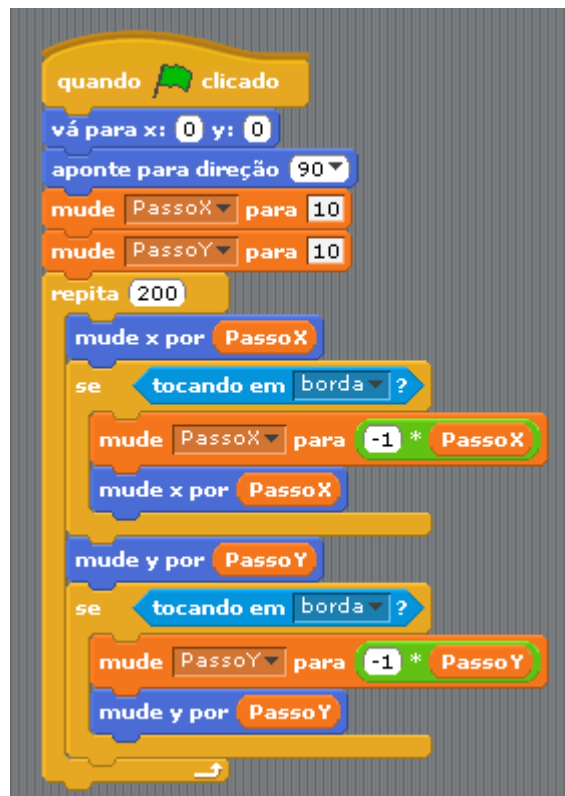 quando clicado
vá para x: 0 y: 0
aponte para direção 90
mude PassoX para 10
mude PassoY para 10
repita 200
mude x por PassoX
se tocando em borda ?
mude PassoX para -1 * PassoX
mude x por PassoX
mude y por PassoY
se tocando em borda ?
mude PassoY para -1 * PassoY
mude y por PassoY